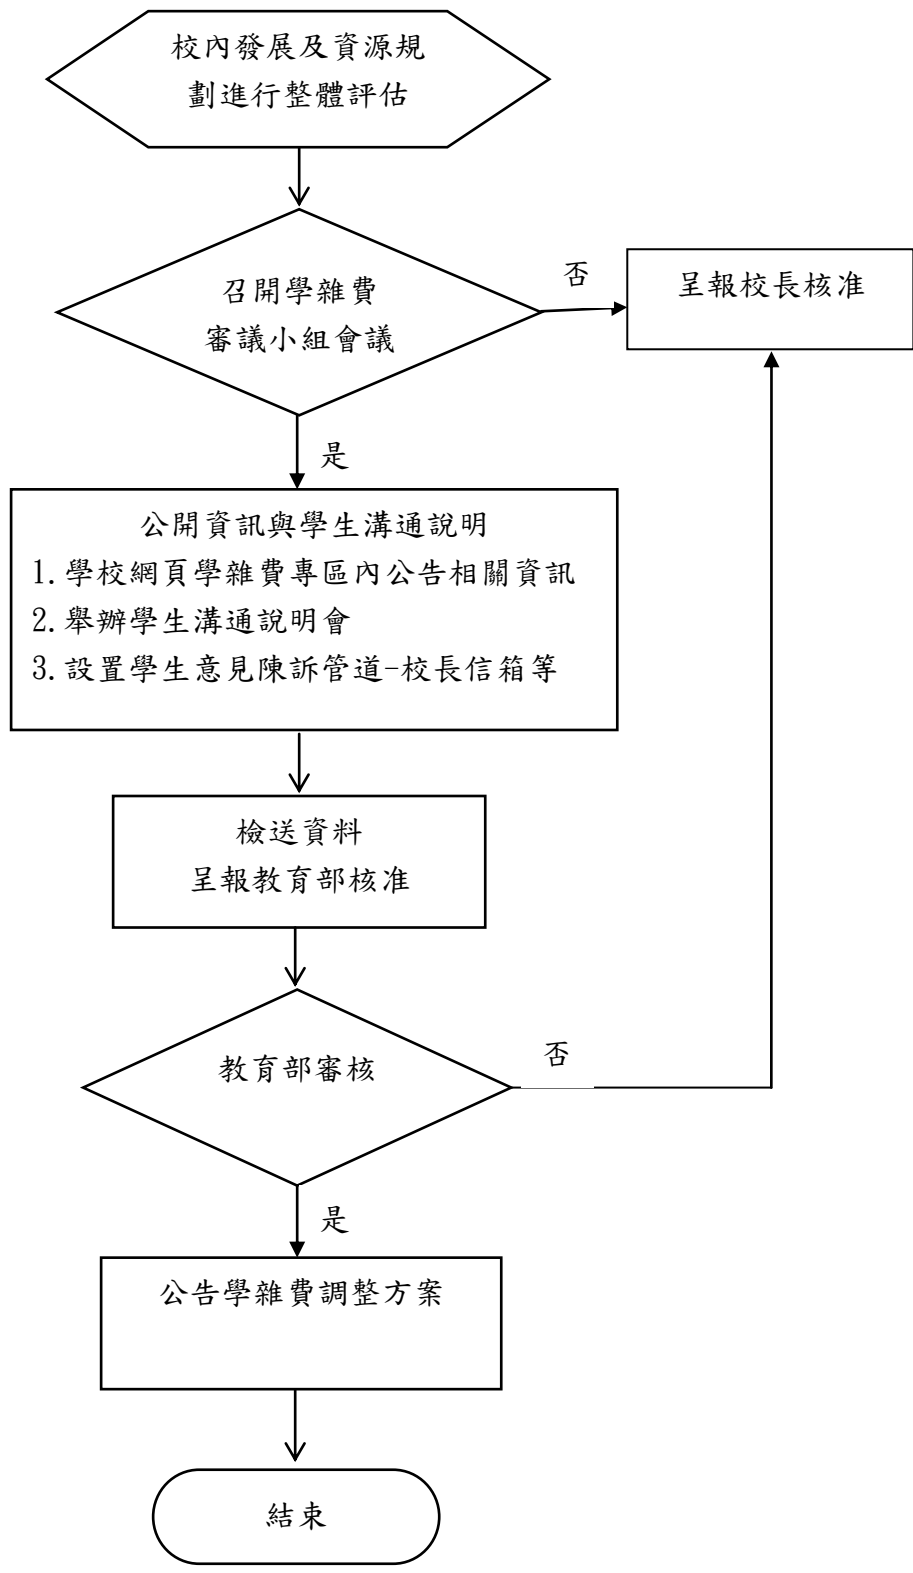 校內發展及資源規
劃進行整體評估
召開學雜費
審議小組會議
否
呈報校長核准
是
公開資訊與學生溝通說明
1.學校網頁學雜費專區內公告相關資訊
2.舉辦學生溝通說明會
3.設置學生意見陳訴管道-校長信箱等
檢送資料
呈報教育部核准
教育部審核
否
是
公告學雜費調整方案
結束